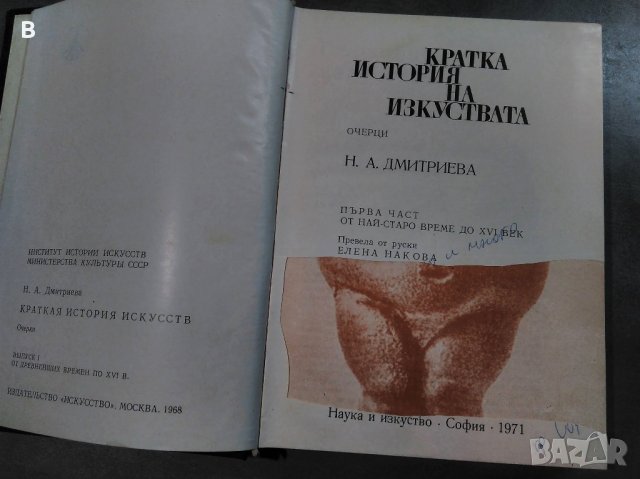 B
ИНСТИТУТ ИСТОРИИ ИСКУССТВ
МИНИСТЕРСТВА КУЛЬТУРЫ СССР
Н. А. Дмитриева
КРАТКАЯ ИСТОРИЯ ИСКУССТВ
Очерки
ВЫПУСК I
ОТ ДРЕВНЕЙШИХ ВРЕМЕН ПО XVI В.
ИЗДАТЕЛЬСТВО «ИСКУССТВО», МОСКВА. 1968
КРАТКА
ИСТОРИЯ
НА
ИЗКУСТВАТА
ОЧЕРЦИ
Н. А. ДМИТРИЕВА
ПЪРВА ЧАСТ
ОТ НАЙ-СТАРО ВРЕМЕ ДО XVI ВЕК
Превела от руски
ЕЛЕНА НАКОВА
Наука и изкуство · София · 1971
BAZAR